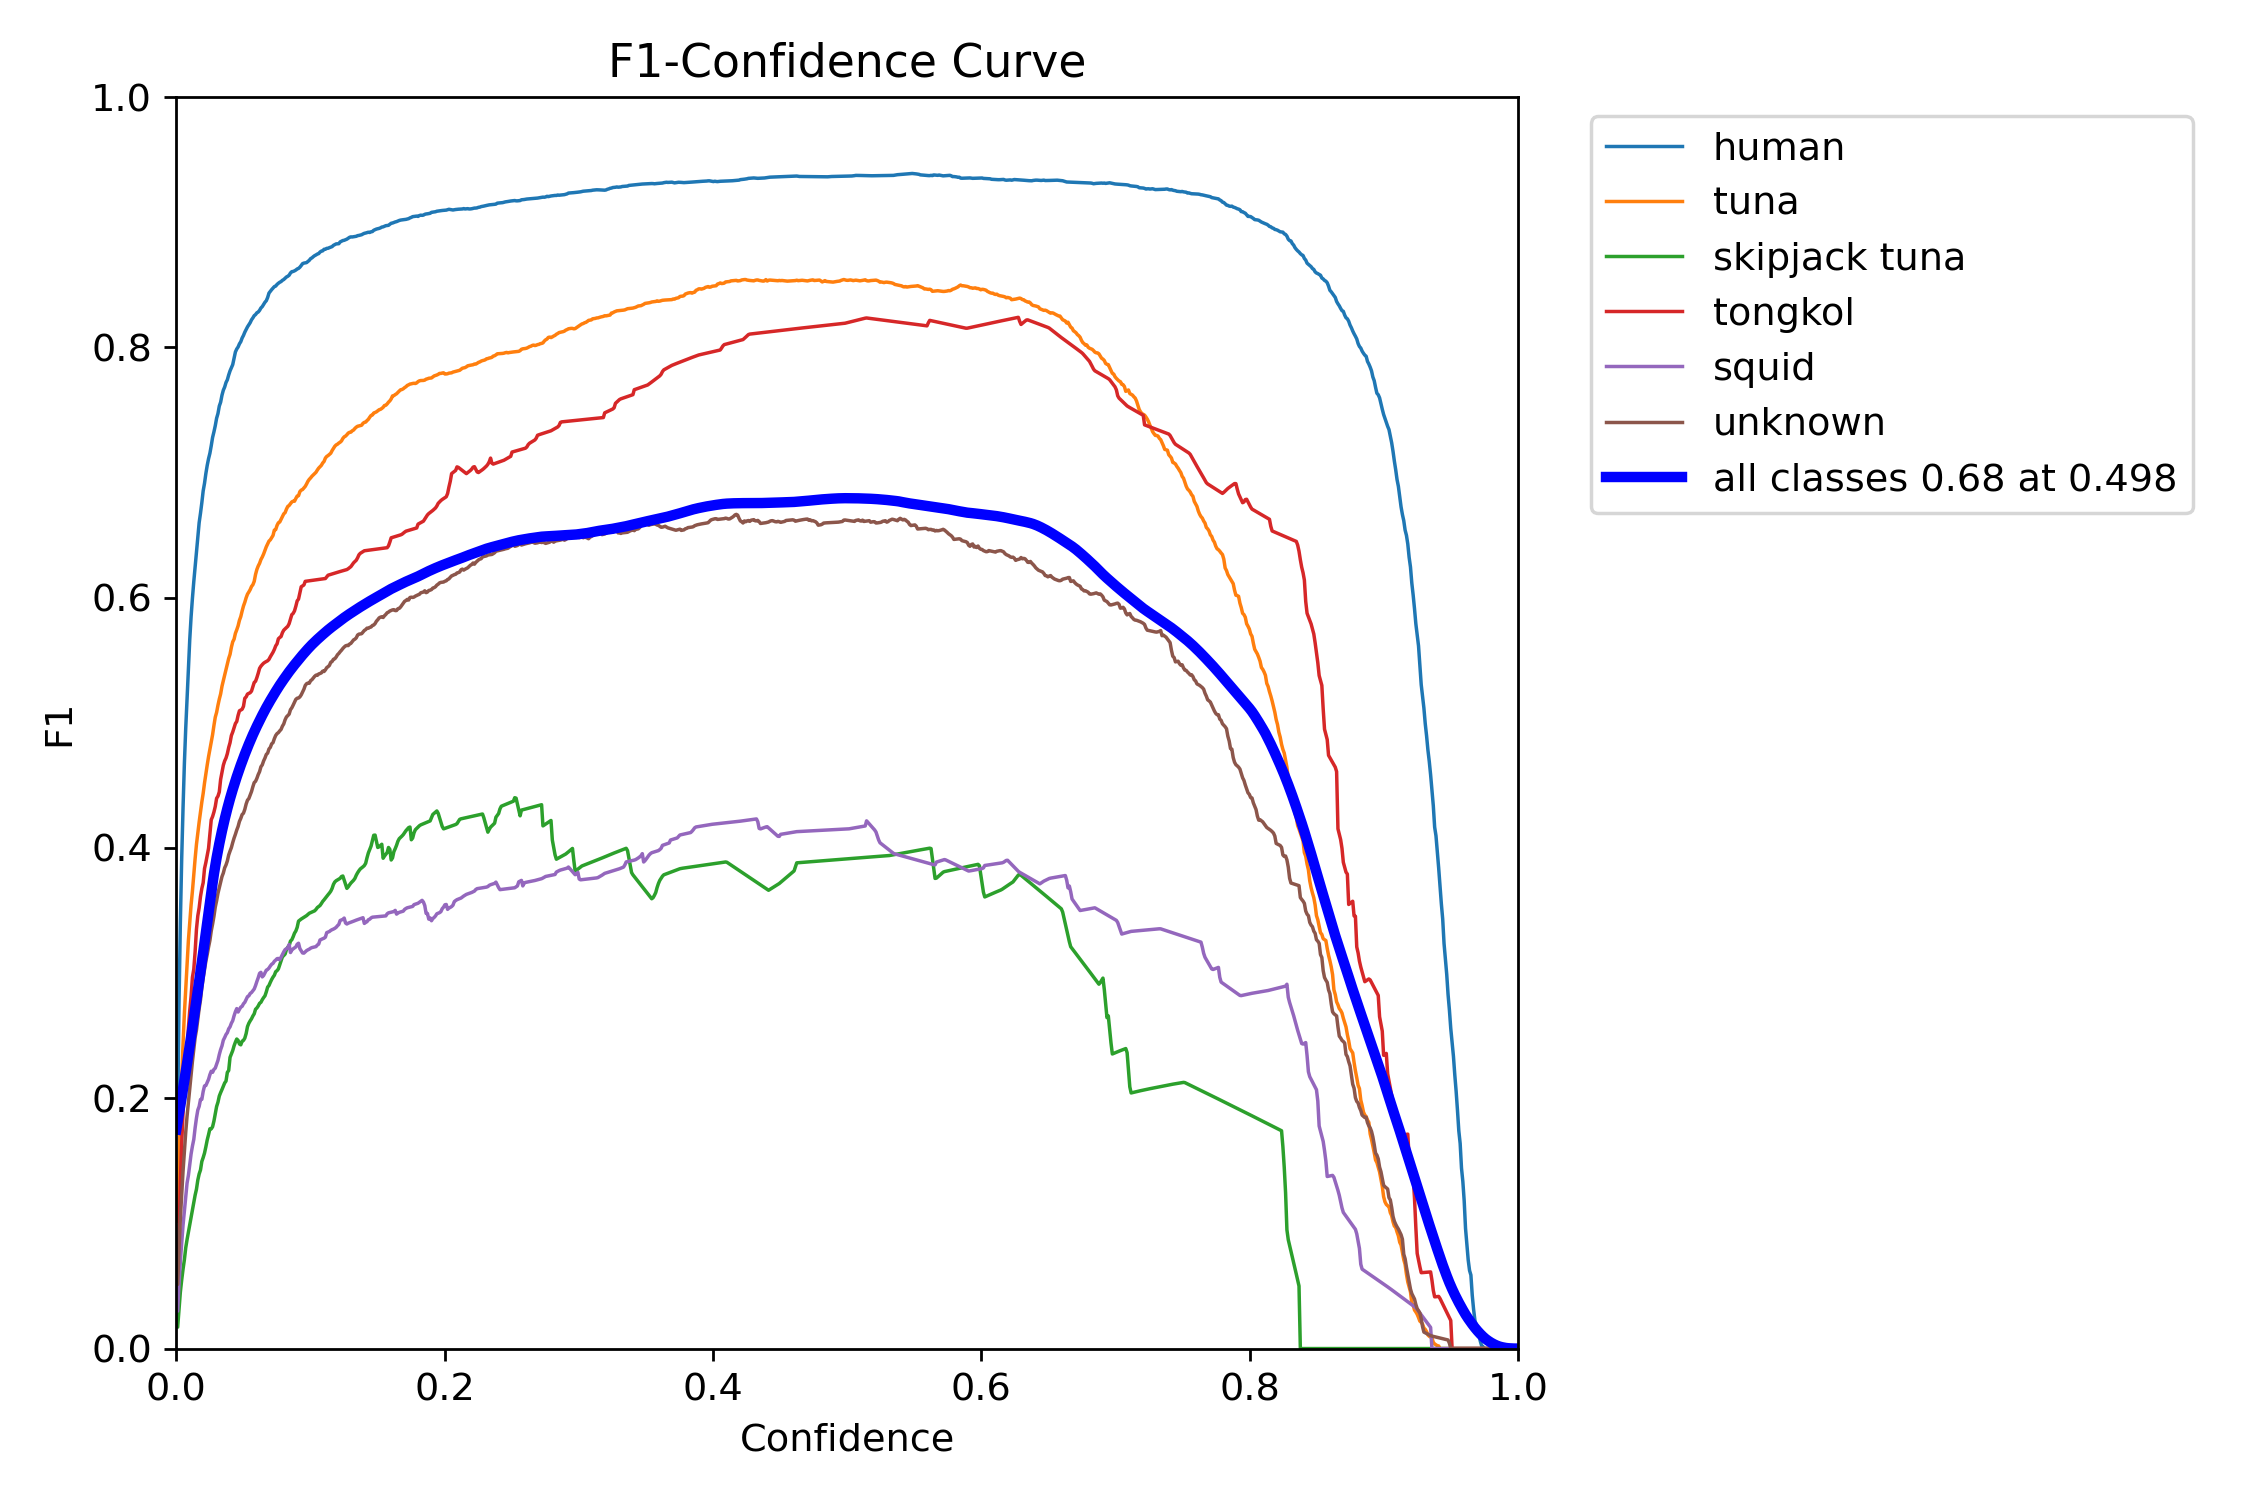 F1-Confidence Curve
1.0
0.8
0.6
0.4
0.2
0.0
F1
0.0 0.2 0.4 0.6 0.8 1.0
Confidence
human
tuna
skipjack tuna
tongkol
squid
unknown
all classes 0.68 at 0.498